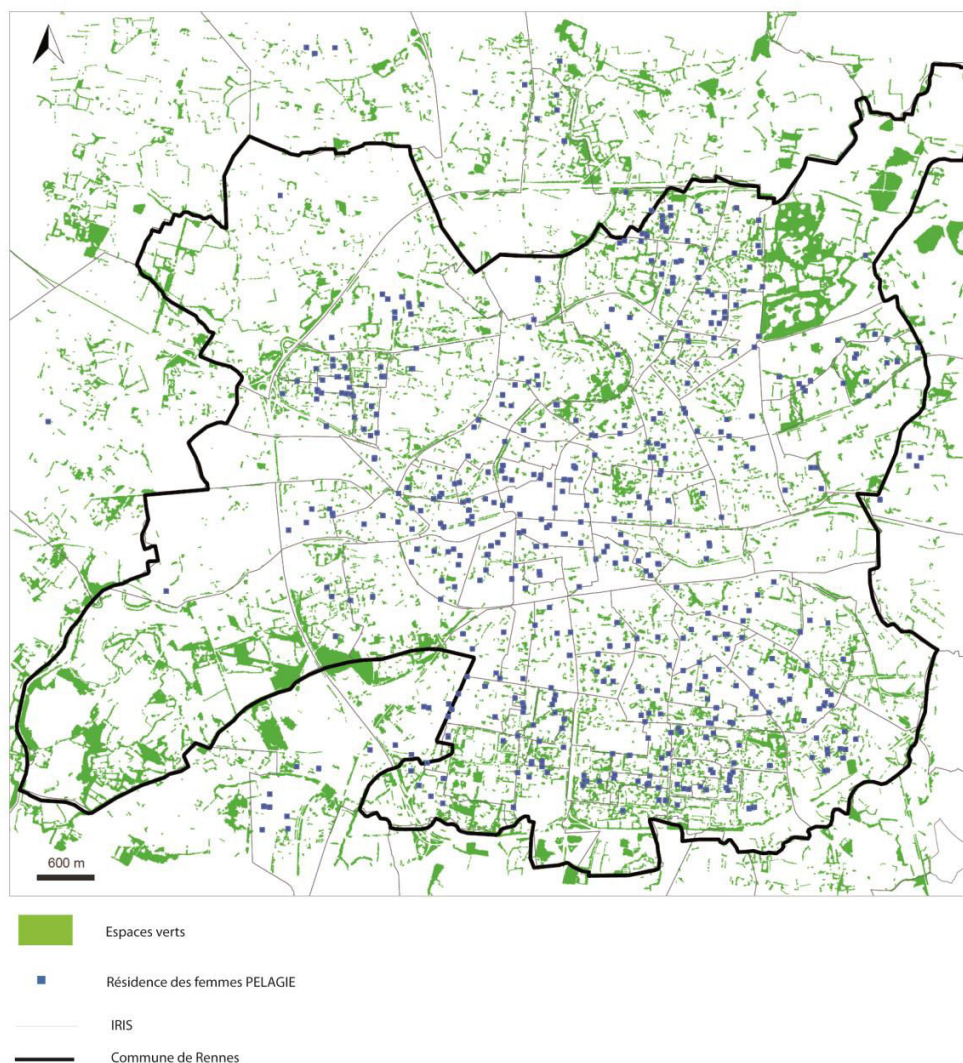 600 m
Espaces verts
Résidence des femmes PELAGIE
IRIS
Commune de Rennes